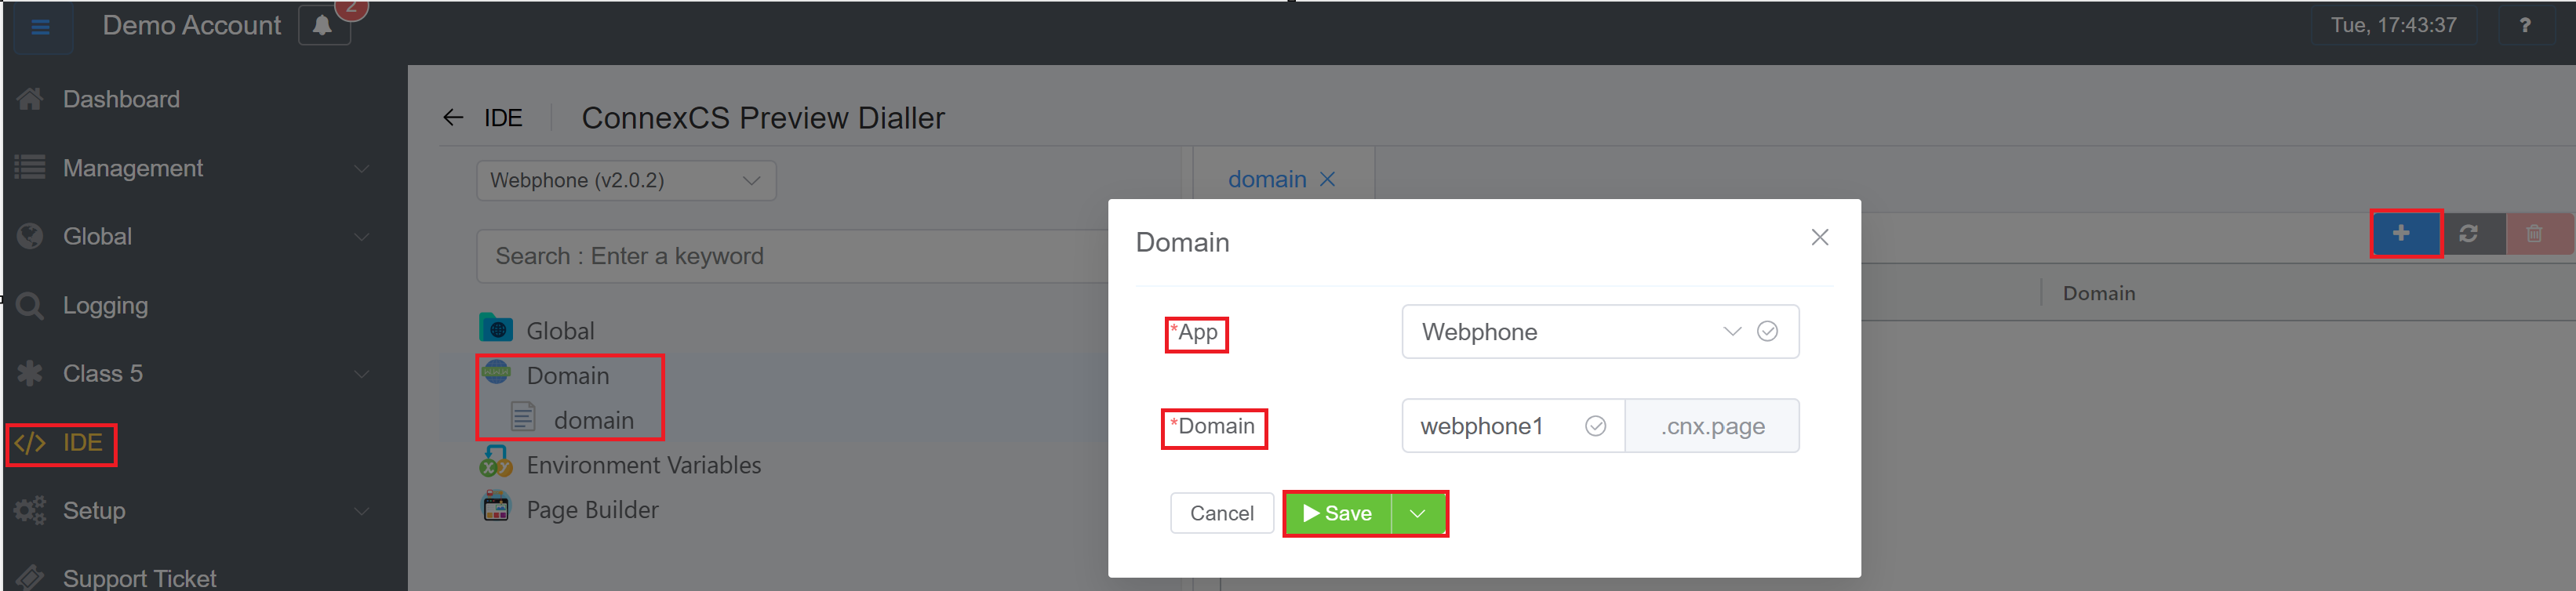 Demo Account 2 Tue, 17:43:37 ?
Dashboard
Management
Global
Logging
Class 5
</> IDE
Setup
Support Ticket
IDE ConnexCS Preview Dialler
Webphone (v2.0.2)
Search : Enter a keyword
Global
Domain
domain
Environment Variables
Page Builder
domain
Domain
Domain
*App Webphone
*Domain webphone1 .cnx.page
Cancel Save